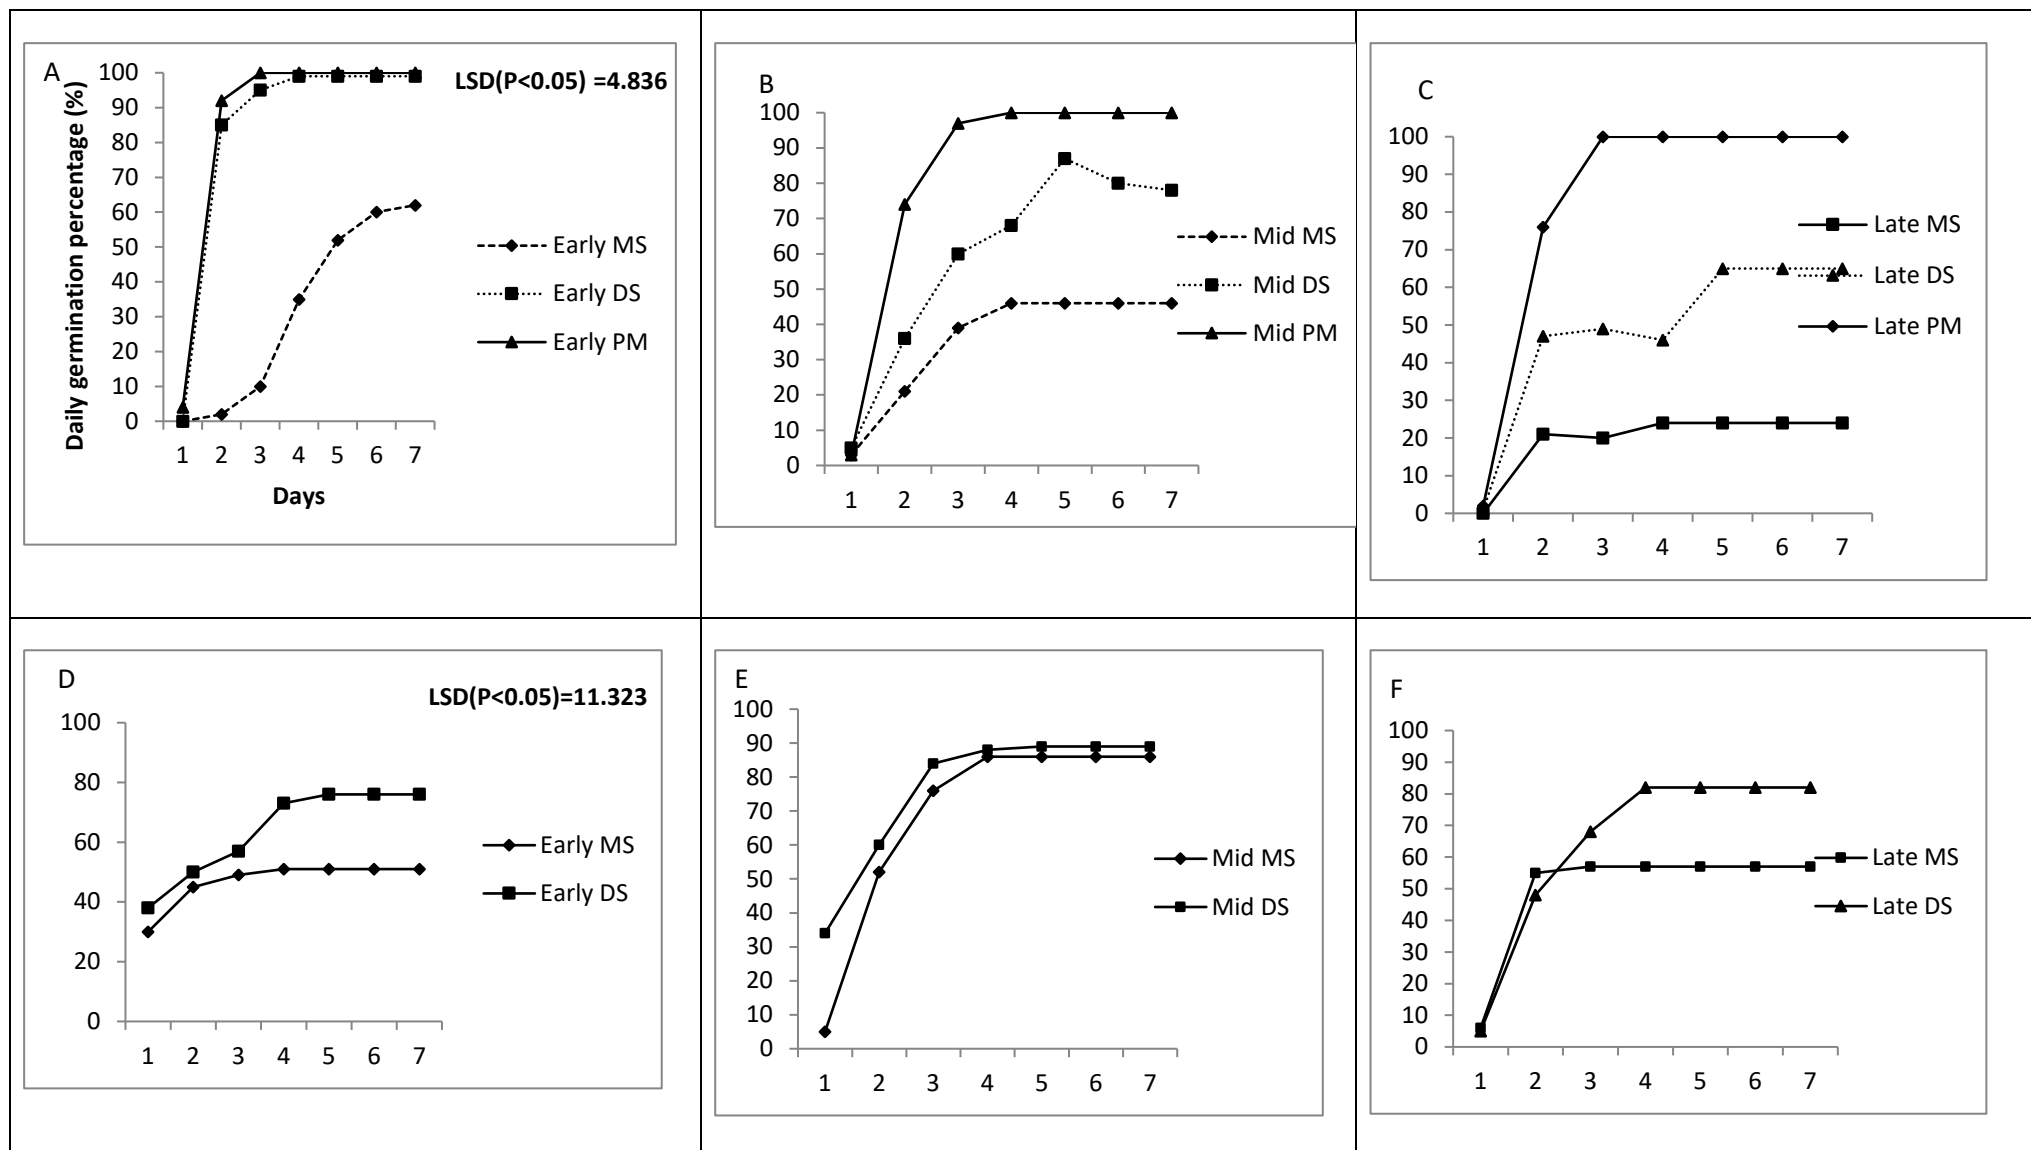 A
LSD(P<0.05) =4.836
Daily germination percentage (%)
100
90
80
70
60
50
40
30
20
10
0
1 2 3 4 5 6 7
Days
Early MS
Early DS
Early PM
B
100
90
80
70
60
50
40
30
20
10
0
1 2 3 4 5 6 7
Mid MS
Mid DS
Mid PM
C
100
90
80
70
60
50
40
30
20
10
0
1 2 3 4 5 6 7
Late MS
Late DS
Late PM
D
LSD(P<0.05)=11.323
100
80
60
40
20
0
1 2 3 4 5 6 7
Early MS
Early DS
E
100
90
80
70
60
50
40
30
20
10
0
1 2 3 4 5 6 7
Mid MS
Mid DS
F
100
90
80
70
60
50
40
30
20
10
0
1 2 3 4 5 6 7
Late MS
Late DS